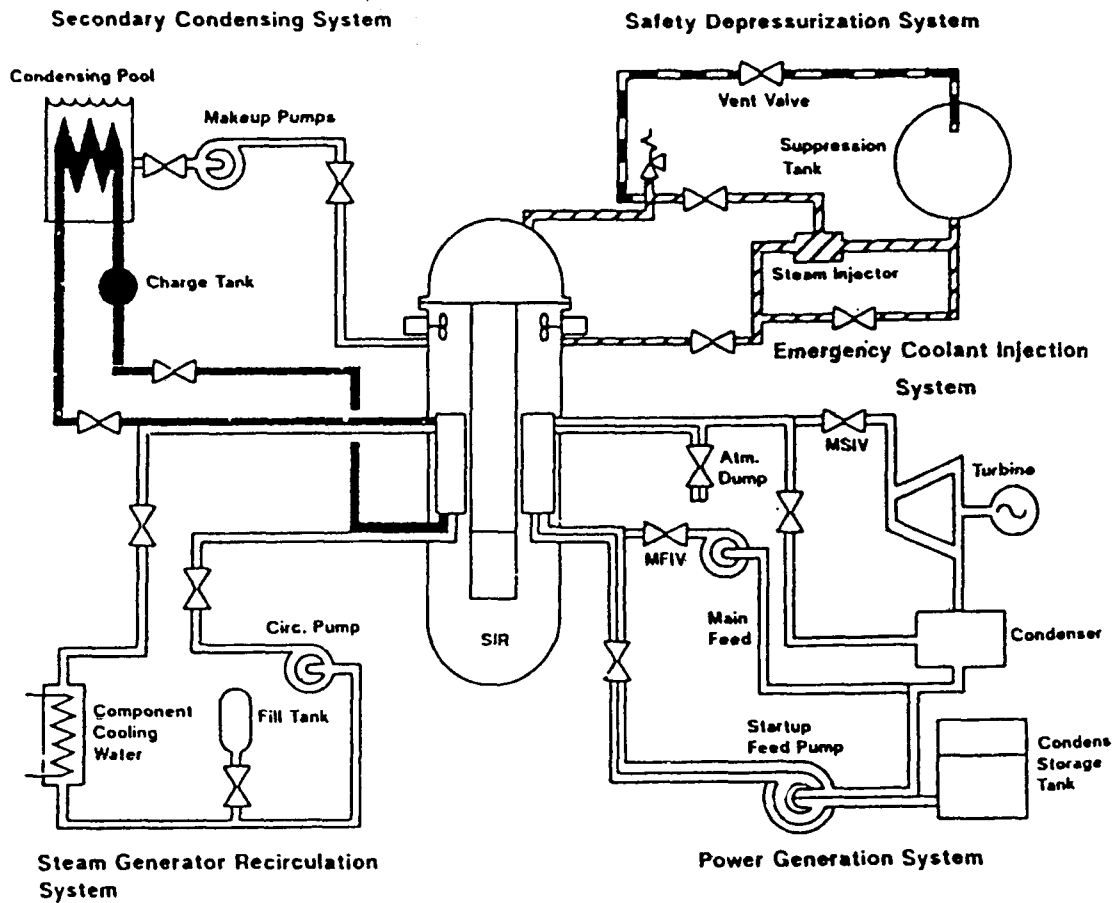 Secondary Condensing System
Safety Depressurization System
Condensing Pool
Makeup Pumps
Vent Valve
Suppression
Tank
Charge Tank
Steam Injector
Emergency Coolant Injection
System
MSIV
Atm.
Dump
Turbine
MFIV
Main
Feed
Circ. Pump
SIR
Condenser
Component
Cooling
Water
Fill Tank
Startup
Feed Pump
Condens
Storage
Tank
Steam Generator Recirculation
System
Power Generation System